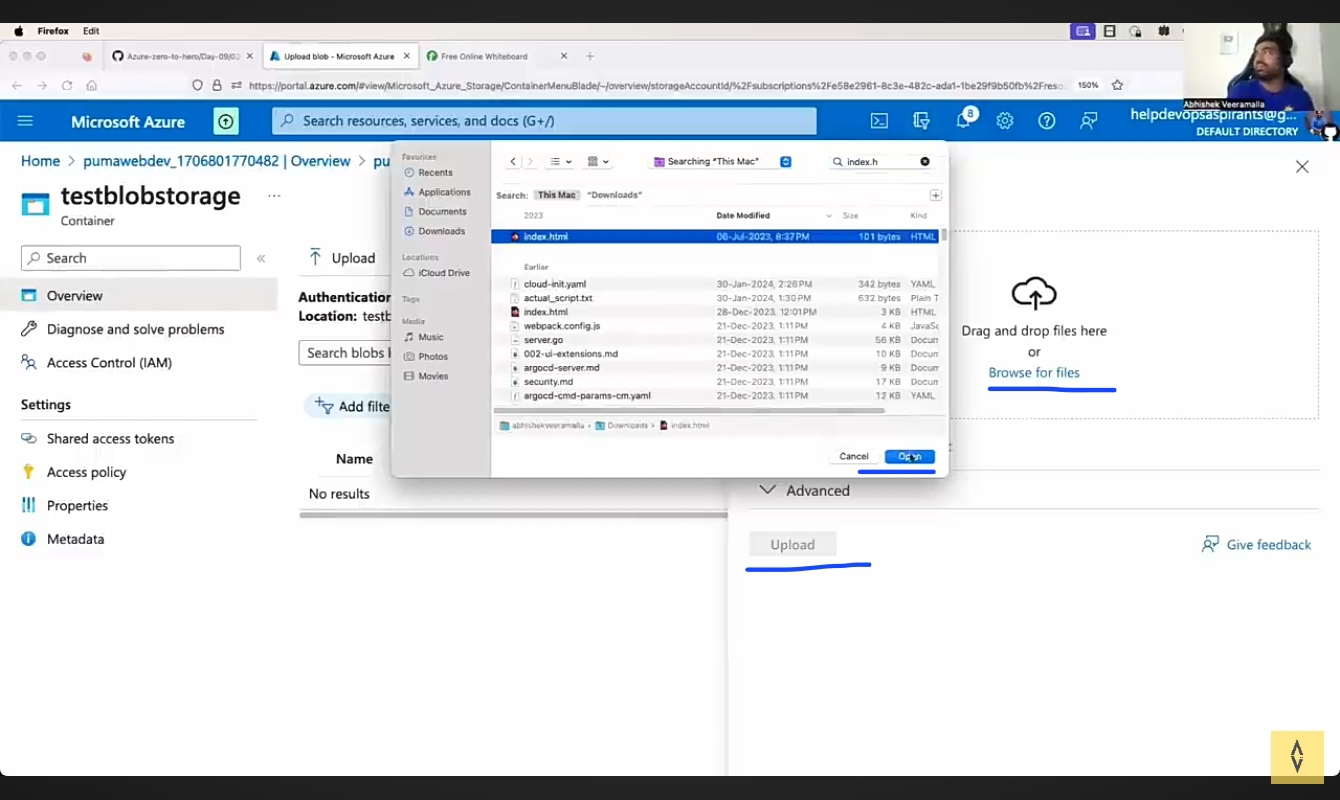 Firefox Edit
Azure-zero-to-hero/Day-09/02
Upload blob - Microsoft Azure
Free Online Whiteboard
https://portal.azure.com/#view/Microsoft_Azure_Storage/ContainerMenuBlade/~/overview/storageAccountId/%2Fsubscriptions%2Fe58e2961-8c3e-482c-ada1-1be29f9b50fb%2Freso
150%
Abhishek Veeramalla
Microsoft Azure
Search resources, services, and docs (G+/)
8
helpdevopsaspirants@g...
DEFAULT DIRECTORY
Home > pumawebdev_1706801770482 | Overview > pu
testblobstorage
Container
Search
Overview
Diagnose and solve problems
Access Control (IAM)
Settings
Shared access tokens
Access policy
Properties
Metadata
Upload
Authentication
Location: testb
Search blobs
Add filte
Name
No results
Favorites
Recents
Applications
Documents
Downloads
Locations
iCloud Drive
Tags
Media
Music
Photos
Movies
Searching "This Mac"
index.h
Search: This Mac "Downloads"
2023 Date Modified Size Kind
index.html 06-Jul-2023, 8:37 PM 101 bytes HTML
Earlier
cloud-init.yaml 30-Jan-2024, 2:26 PM 342 bytes YAML
actual_script.txt 30-Jan-2024, 1:30 PM 632 bytes Plain T
index.html 28-Dec-2023, 12:01 PM 3 KB HTML
webpack.config.js 21-Dec-2023, 1:11 PM 4 KB JavaSc
server.go 21-Dec-2023, 1:11 PM 56 KB Docum
002-ui-extensions.md 21-Dec-2023, 1:11 PM 10 KB Docum
argocd-server.md 21-Dec-2023, 1:11 PM 9 KB Docum
security.md 21-Dec-2023, 1:11 PM 17 KB Docum
argocd-cmd-params-cm.yaml 21-Dec-2023, 1:11 PM 12 KB YAML
abhishekveeramalla > Downloads > index.html
Cancel Open
Drag and drop files here
or
Browse for files
Advanced
Upload
Give feedback